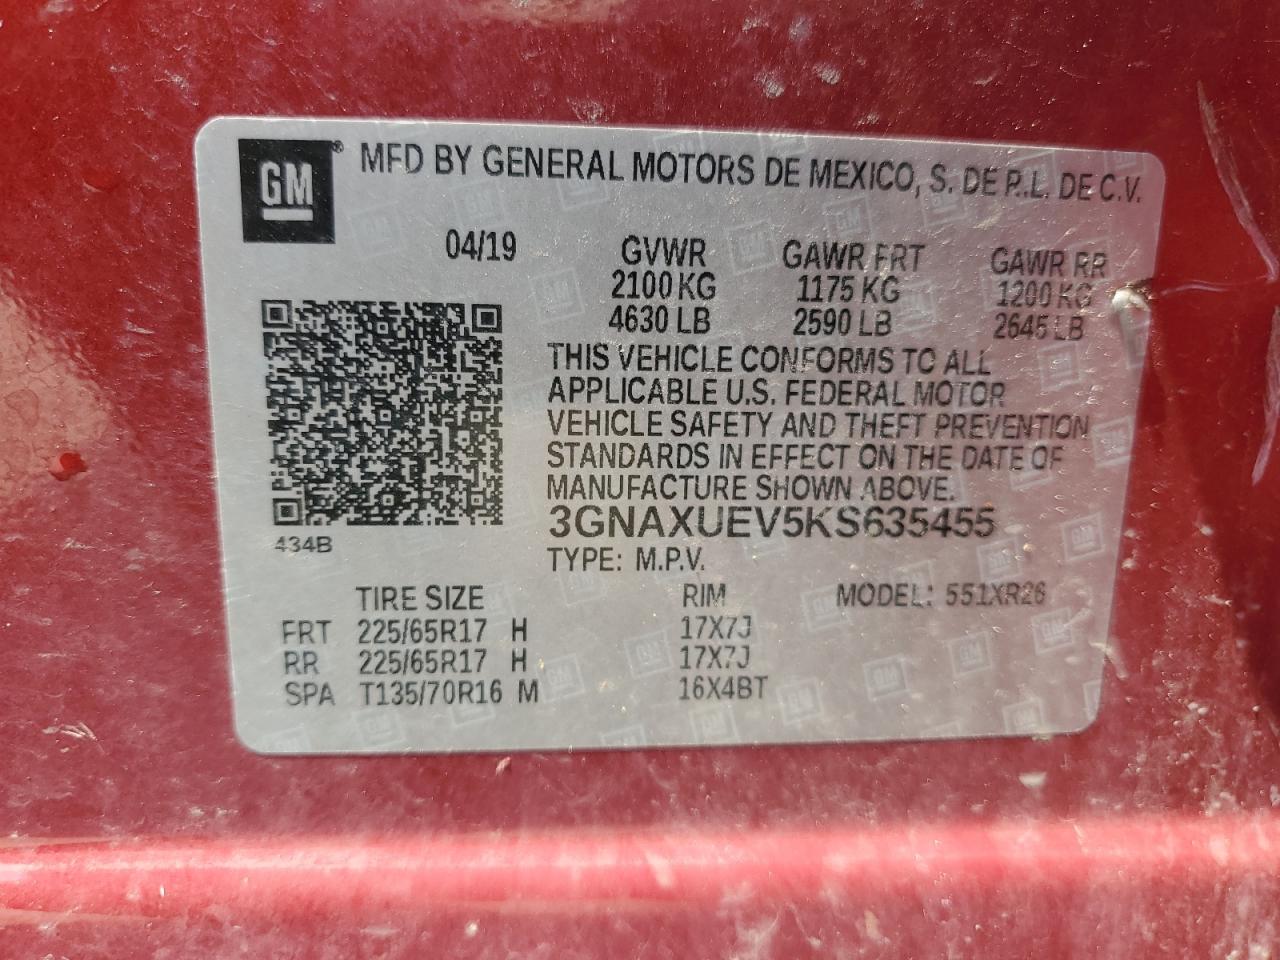 GM® MFD BY GENERAL MOTORS DE MEXICO, S. DE R.L. DE C.V.
04/19 GVWR GAWR FRT GAWR RR
2100 KG 1175 KG 1200 KG
4630 LB 2590 LB 2645 LB
THIS VEHICLE CONFORMS TO ALL
APPLICABLE U.S. FEDERAL MOTOR
VEHICLE SAFETY AND THEFT PREVENTION
STANDARDS IN EFFECT ON THE DATE OF
MANUFACTURE SHOWN ABOVE.
3GNAXUEV5KS635455
434B
TYPE: M.P.V.
TIRE SIZE RIM MODEL: 551XR26
FRT 225/65R17 H 17X7J
RR 225/65R17 H 17X7J
SPA T135/70R16 M 16X4BT